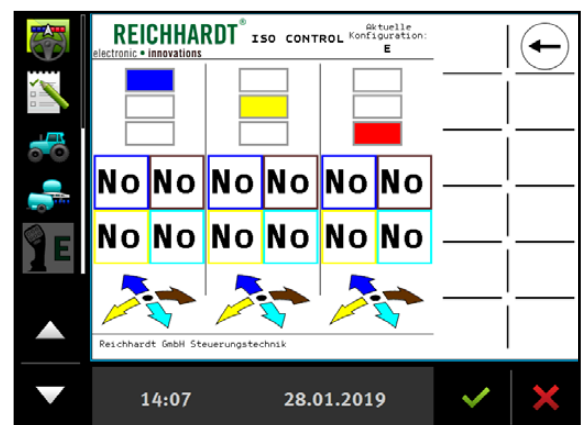 REICHHARDT®
electronic • innovations
ISO CONTROL
Aktuelle
Konfiguration:
E
No No No No No No
No No No No No No
E
Reichhardt GmbH Steuerungstechnik
14:07 28.01.2019